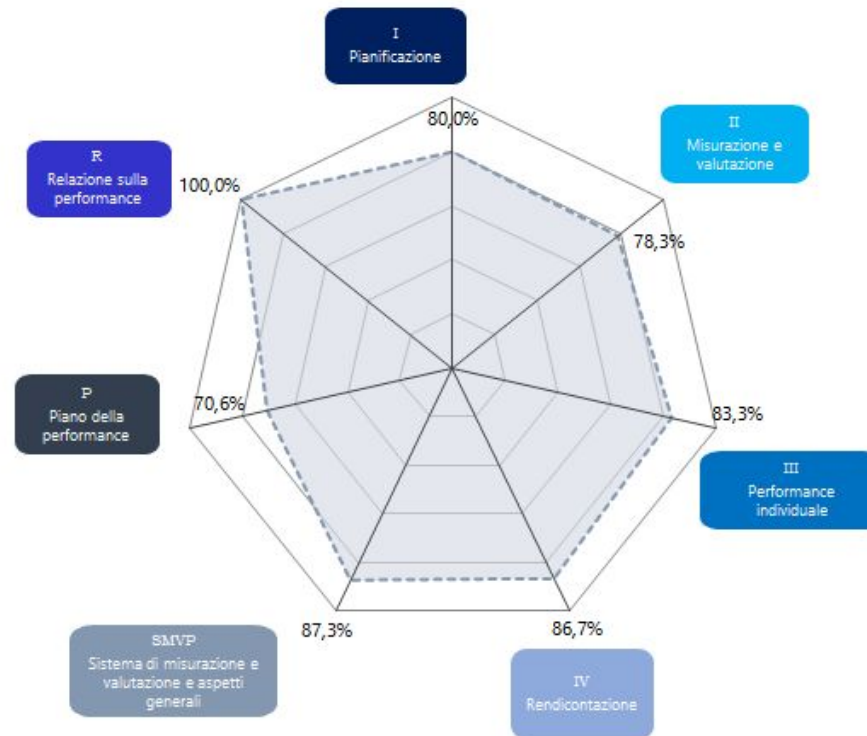 I
Pianificazione
80,0%
II
Misurazione e
valutazione
78,3%
R
Relazione sulla
performance
100,0%
P
Piano della
performance
70,6%
83,3%
III
Performance
individuale
SMVP
Sistema di misurazione e
valutazione e aspetti
generali
87,3%
86,7%
IV
Rendicontazione